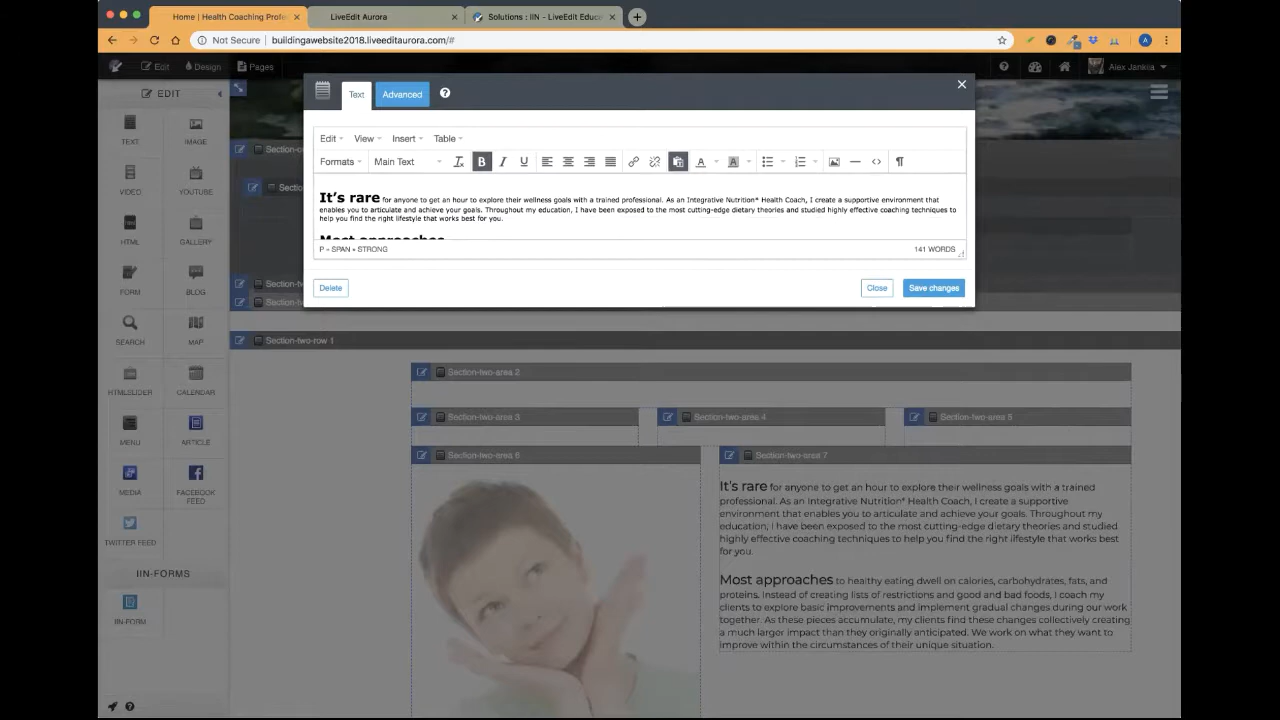 Home | Health Coaching Profe
LiveEdit Aurora
Solutions : IIN - LiveEdit Educ
Not Secure
buildingawebsite2018.liveeditaurora.com/#
Edit
Design
Pages
Alex Jankila
EDIT
TEXT
IMAGE
VIDEO
YOUTUBE
HTML
GALLERY
FORM
BLOG
SEARCH
MAP
HTMLSLIDER
CALENDAR
MENU
ARTICLE
MEDIA
FACEBOOK
FEED
TWITTER FEED
IIN-FORMS
IIN-FORM
Text
Advanced
Edit
View
Insert
Table
Formats
Main Text
It's rare for anyone to get an hour to explore their wellness goals with a trained professional. As an Integrative Nutrition* Health Coach, I create a supportive environment that
enables you to articulate and achieve your goals. Throughout my education, I have been exposed to the most cutting-edge dietary theories and studied highly effective coaching techniques to
help you find the right lifestyle that works best for you.
Most approaches
P » SPAN » STRONG
141 WORDS
Delete
Close
Save changes
Section-two-row 1
Section-two-area 2
Section-two-area 3
Section-two-area 4
Section-two-area 5
Section-two-area 6
Section-two-area 7
It's rare for anyone to get an hour to explore their wellness goals with a trained
professional. As an Integrative Nutrition* Health Coach, I create a supportive
environment that enables you to articulate and achieve your goals. Throughout my
education, I have been exposed to the most cutting-edge dietary theories and studied
highly effective coaching techniques to help you find the right lifestyle that works best
for you.
Most approaches to healthy eating dwell on calories, carbohydrates, fats, and
proteins. Instead of creating lists of restrictions and good and bad foods, I coach my
clients to explore basic improvements and implement gradual changes during our work
together. As these pieces accumulate, my clients find these changes collectively creating
a much larger impact than they originally anticipated. We work on what they want to
improve within the circumstances of their unique situation.